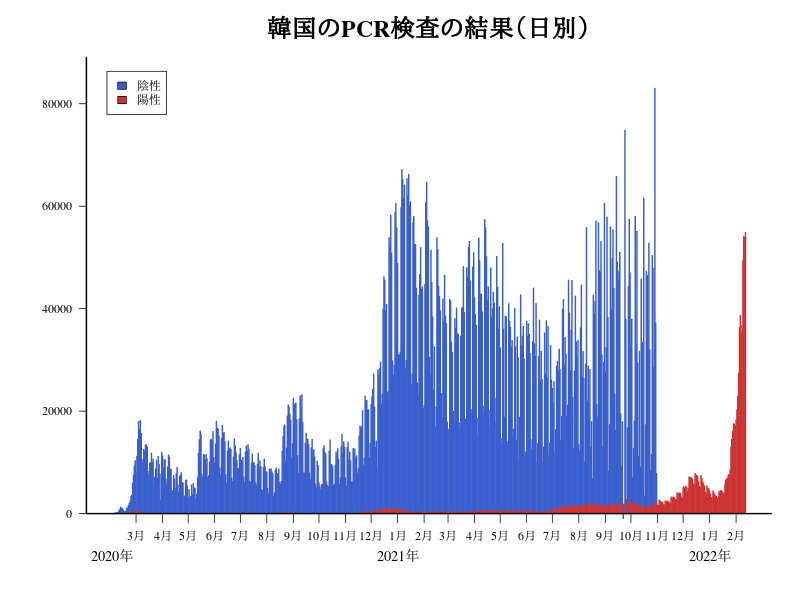 韓国のPCR検査の結果（日別）
陰性
陽性
80000
60000
40000
20000
0
3月 4月 5月 6月 7月 8月 9月 10月 11月 12月 1月 2月 3月 4月 5月 6月 7月 8月 9月 10月 11月 12月 1月 2月
2020年 2021年 2022年